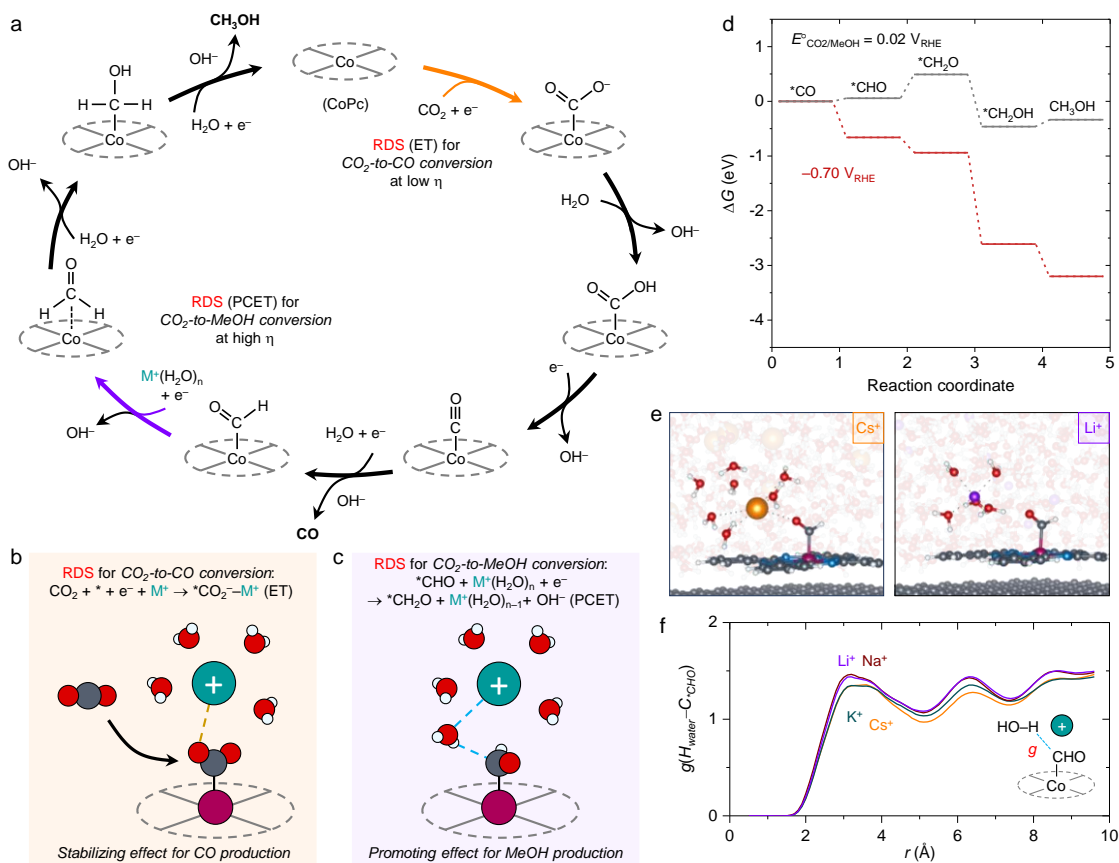 a
CH₃OH
OH⁻
H₂O + e⁻
OH
H
C
H
Co
Co
(CoPc)
CO₂ + e⁻
RDS (ET) for
CO₂-to-CO conversion
at low η
O
O⁻
C
Co
H₂O
OH⁻
O
OH
C
Co
e⁻
OH⁻
O
C
Co
H₂O + e⁻
OH⁻
CO
O
H
C
Co
M⁺(H₂O)ₙ
+ e⁻
OH⁻
RDS (PCET) for
CO₂-to-MeOH conversion
at high η
O
C
H
H
Co
H₂O + e⁻
OH⁻
b
RDS for CO₂-to-CO conversion:
CO₂ + * + e⁻ + M⁺ → *CO₂⁻–M⁺ (ET)
+
Stabilizing effect for CO production
c
RDS for CO₂-to-MeOH conversion:
*CHO + M⁺(H₂O)ₙ + e⁻
→ *CH₂O + M⁺(H₂O)ₙ₋₁+ OH⁻ (PCET)
+
Promoting effect for MeOH production
d
E°CO2/MeOH = 0.02 VRHE
*CO
*CHO
*CH₂O
*CH₂OH
CH₃OH
−0.70 VRHE
ΔG (eV)
1
0
-1
-2
-3
-4
0 1 2 3 4 5
Reaction coordinate
e
Cs⁺
Li⁺
f
g(Hwater–C*CHO)
2
1
0
Li⁺ Na⁺
K⁺
Cs⁺
HO–H
+
g
CHO
Co
0 2 4 6 8 10
r (Å)